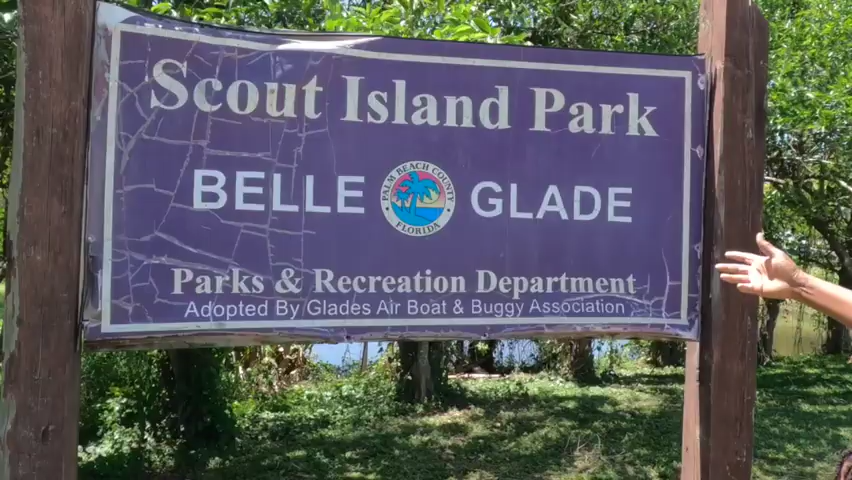 Scout Island Park
BELLE GLADE
PALM BEACH COUNTY
FLORIDA
Parks & Recreation Department
Adopted By Glades Air Boat & Buggy Association